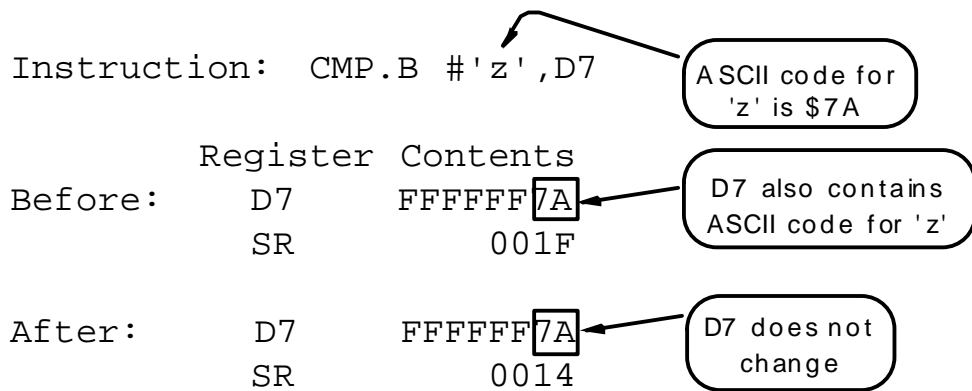 Instruction: CMP.B #'z',D7
ASCII code for
'z' is $7A
Register Contents
Before: D7 FFFFFF7A
SR 001F
D7 also contains
ASCII code for 'z'
After: D7 FFFFFF7A
SR 0014
D7 does not
change